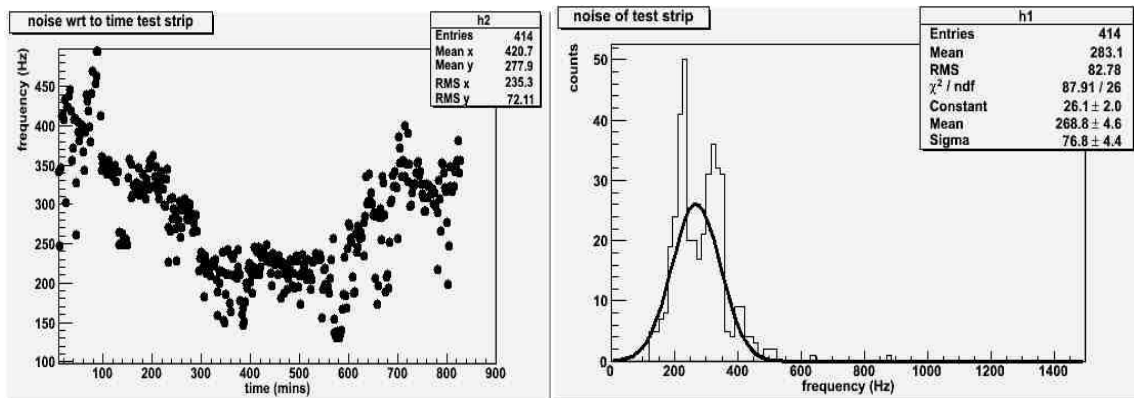 noise wrt to time test strip
h2
Entries 414
Mean x 420.7
Mean y 277.9
RMS x 235.3
RMS y 72.11
frequency (Hz)
450
400
350
300
250
200
150
100
100 200 300 400 500 600 700 800 900
time (mins)
noise of test strip
h1
Entries 414
Mean 283.1
RMS 82.78
χ² / ndf 87.91 / 26
Constant 26.1 ± 2.0
Mean 268.8 ± 4.6
Sigma 76.8 ± 4.4
counts
50
40
30
20
10
0
0 200 400 600 800 1000 1200 1400
frequency (Hz)